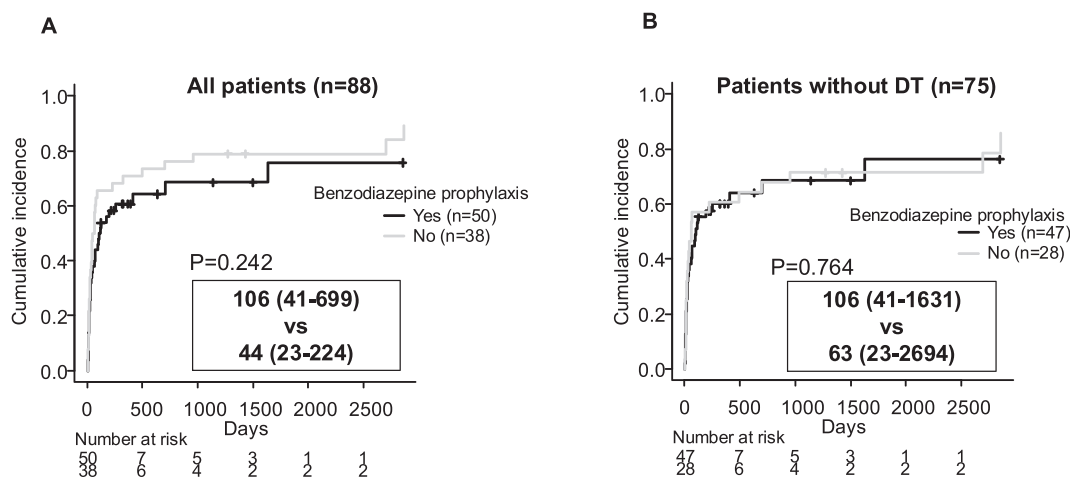 A
All patients (n=88)
Cumulative incidence
1.0
0.8
0.6
0.4
0.2
0.0
Benzodiazepine prophylaxis
Yes (n=50)
No (n=38)
P=0.242
106 (41-699)
vs
44 (23-224)
0 500 1000 1500 2000 2500
Days
Number at risk
50 7 5 3 1 1
38 6 4 2 2 2
B
Patients without DT (n=75)
Cumulative incidence
1.0
0.8
0.6
0.4
0.2
0.0
Benzodiazepine prophylaxis
Yes (n=47)
No (n=28)
P=0.764
106 (41-1631)
vs
63 (23-2694)
0 500 1000 1500 2000 2500
Days
Number at risk
47 7 5 3 1 1
28 6 4 2 2 2